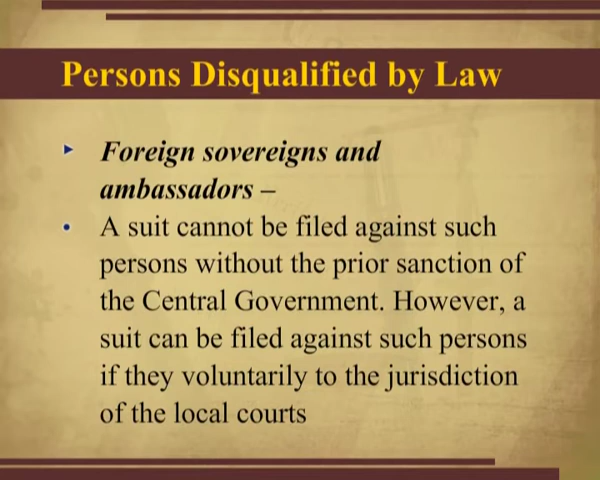 Persons Disqualified by Law
Foreign sovereigns and
ambassadors –
A suit cannot be filed against such
persons without the prior sanction of
the Central Government. However, a
suit can be filed against such persons
if they voluntarily to the jurisdiction
of the local courts